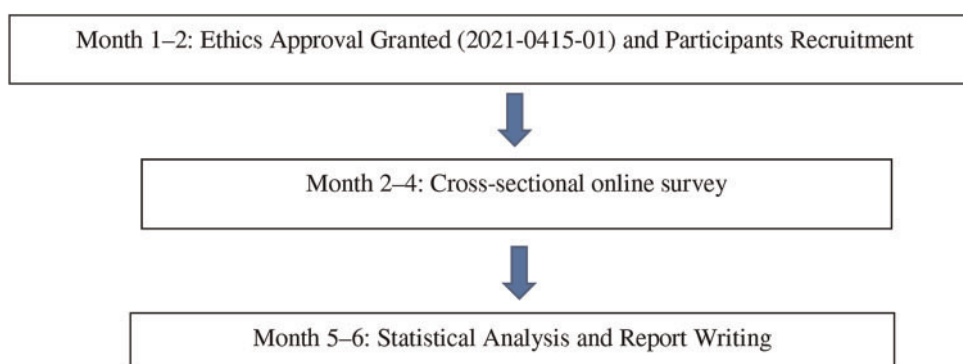 Month 1–2: Ethics Approval Granted (2021-0415-01) and Participants Recruitment
Month 2–4: Cross-sectional online survey
Month 5–6: Statistical Analysis and Report Writing